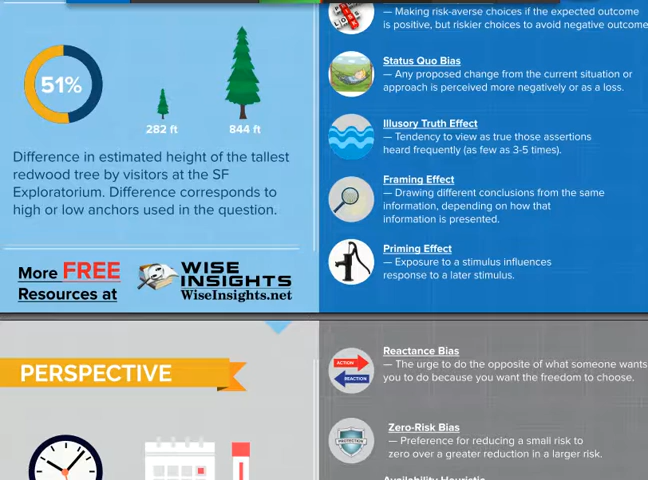 51%
282 ft
844 ft
Difference in estimated height of the tallest
redwood tree by visitors at the SF
Exploratorium. Difference corresponds to
high or low anchors used in the question.
More FREE
Resources at
WISE
INSIGHTS
WiseInsights.net
— Making risk-averse choices if the expected outcome
is positive, but riskier choices to avoid negative outcome
Status Quo Bias
— Any proposed change from the current situation or
approach is perceived more negatively or as a loss.
Illusory Truth Effect
— Tendency to view as true those assertions
heard frequently (as few as 3-5 times).
Framing Effect
— Drawing different conclusions from the same
information, depending on how that
information is presented.
Priming Effect
— Exposure to a stimulus influences
response to a later stimulus.
PERSPECTIVE
ACTION
REACTION
Reactance Bias
— The urge to do the opposite of what someone wants
you to do because you want the freedom to choose.
PROTECTION
Zero-Risk Bias
— Preference for reducing a small risk to
zero over a greater reduction in a larger risk.
Availability Heuristic